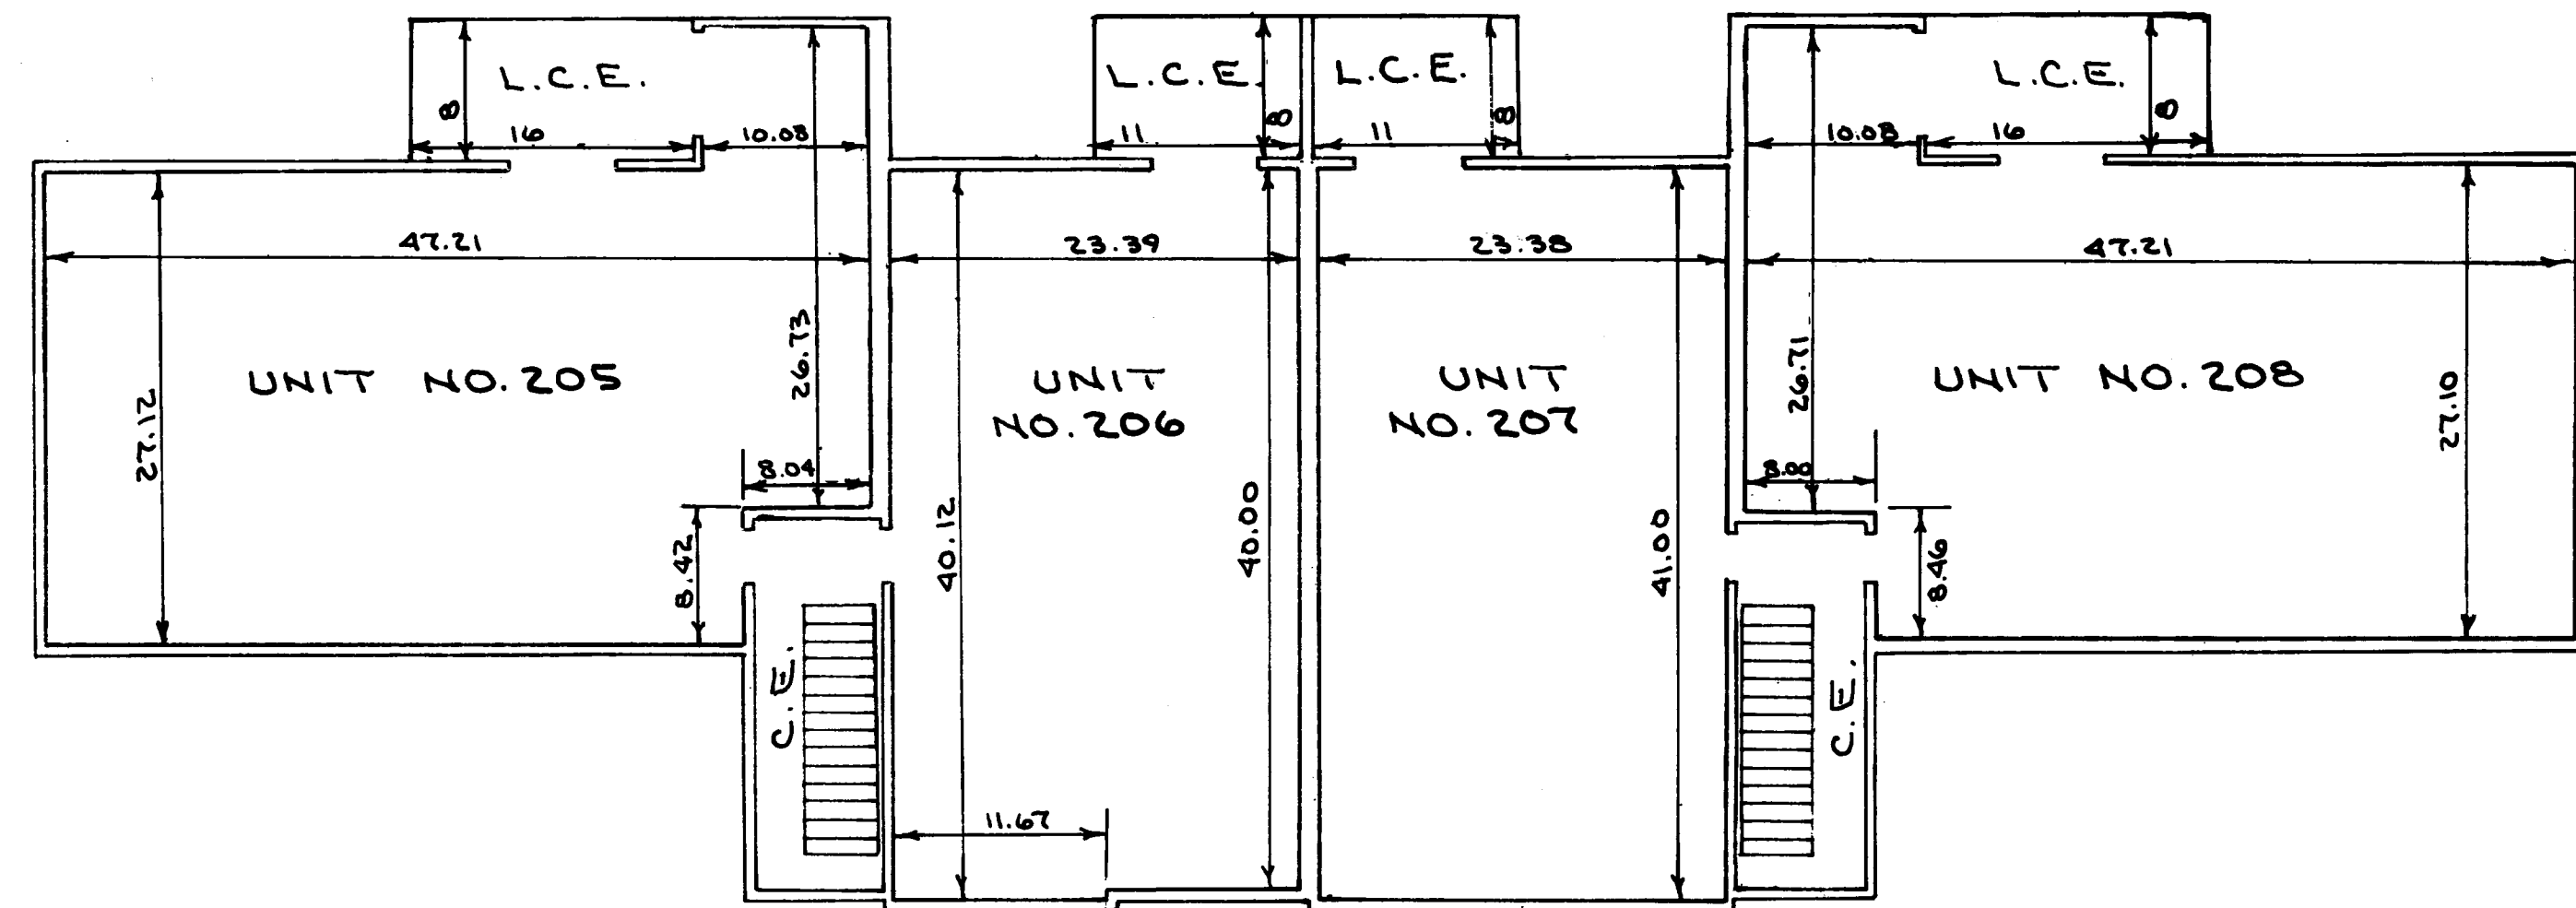 L.C.E.
8
16
10.08
47.21
27.12
26.73
UNIT NO. 205
8.04
8.42
C.E.
L.C.E.
8
11
23.39
UNIT
NO. 206
40.12
40.00
11.67
L.C.E.
8
11
23.38
UNIT
NO. 207
41.00
L.C.E.
8
10.08
16
47.21
26.71
UNIT NO. 208
27.10
8.00
8.46
C.E.